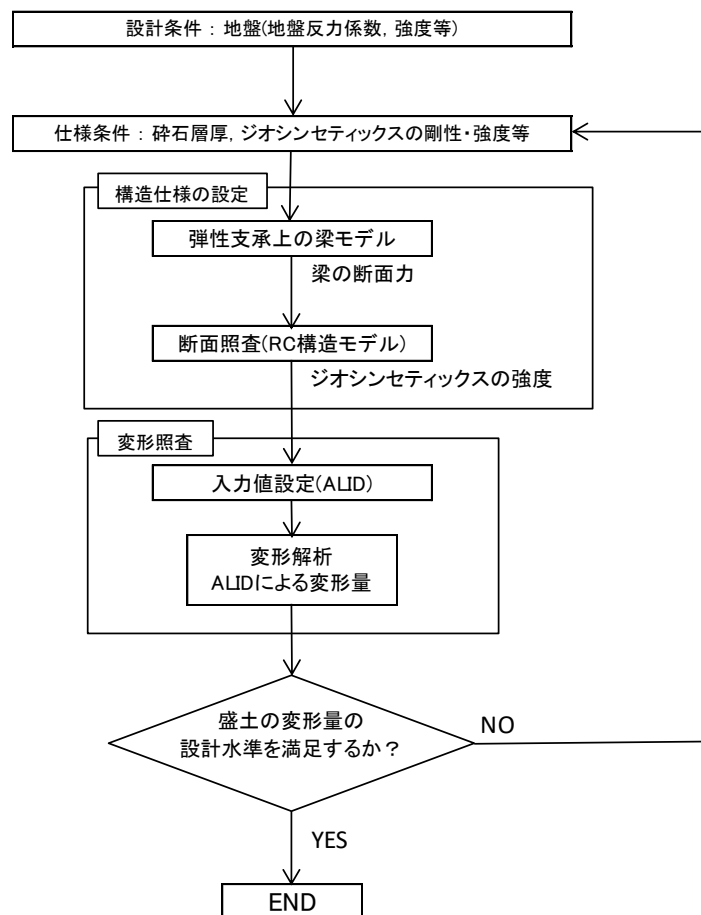 設計条件 : 地盤(地盤反力係数, 強度等)
仕様条件 : 砕石層厚, ジオシンセティックスの剛性・強度等
構造仕様の設定
弾性支承上の梁モデル
梁の断面力
断面照査(RC構造モデル)
ジオシンセティックスの強度
変形照査
入力値設定(ALID)
変形解析
ALIDによる変形量
盛土の変形量の
設計水準を満足するか？
NO
YES
END